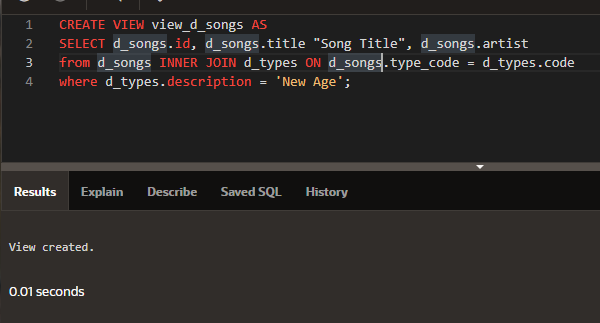 1 CREATE VIEW view_d_songs AS
2 SELECT d_songs.id, d_songs.title "Song Title", d_songs.artist
3 from d_songs INNER JOIN d_types ON d_songs.type_code = d_types.code
4 where d_types.description = 'New Age';
Results Explain Describe Saved SQL History
View created.
0.01 seconds